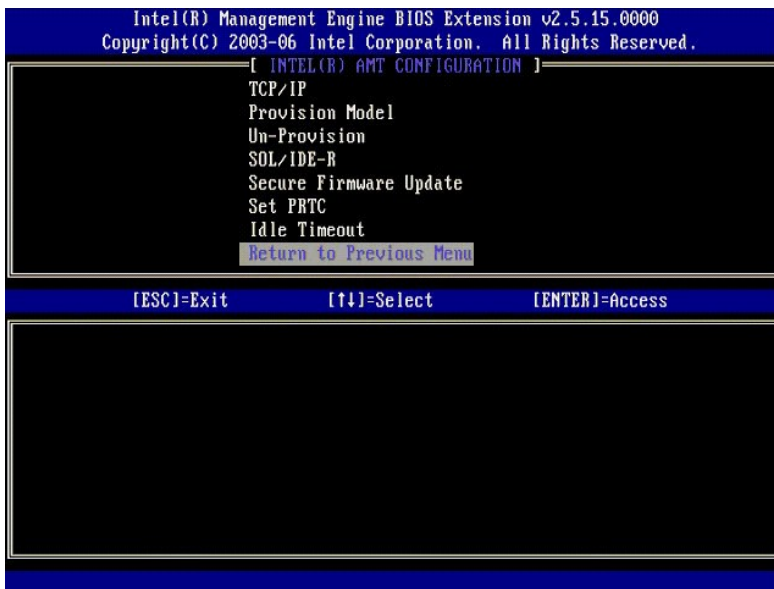 Intel(R) Management Engine BIOS Extension v2.5.15.0000
Copyright(C) 2003-06 Intel Corporation. All Rights Reserved.
[ INTEL(R) AMT CONFIGURATION ]
TCP/IP
Provision Model
Un-Provision
SOL/IDE-R
Secure Firmware Update
Set PRTC
Idle Timeout
Return to Previous Menu
[ESC]=Exit [↑↓]=Select [ENTER]=Access